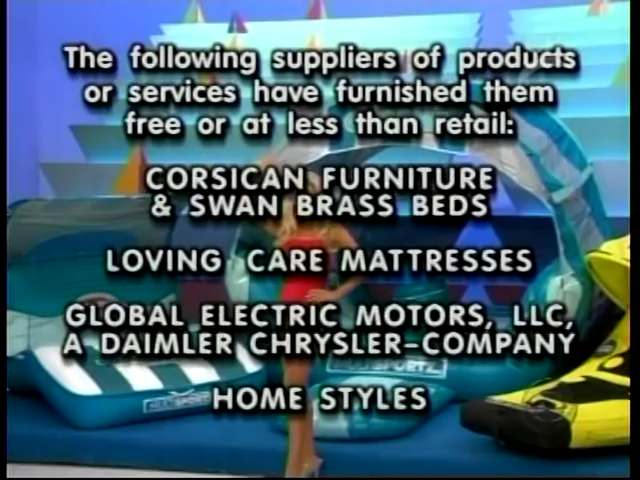 The following suppliers of products
or services have furnished them
free or at less than retail:
CORSICAN FURNITURE
& SWAN BRASS BEDS
LOVING CARE MATTRESSES
GLOBAL ELECTRIC MOTORS, LLC,
A DAIMLER CHRYSLER-COMPANY
HOME STYLES